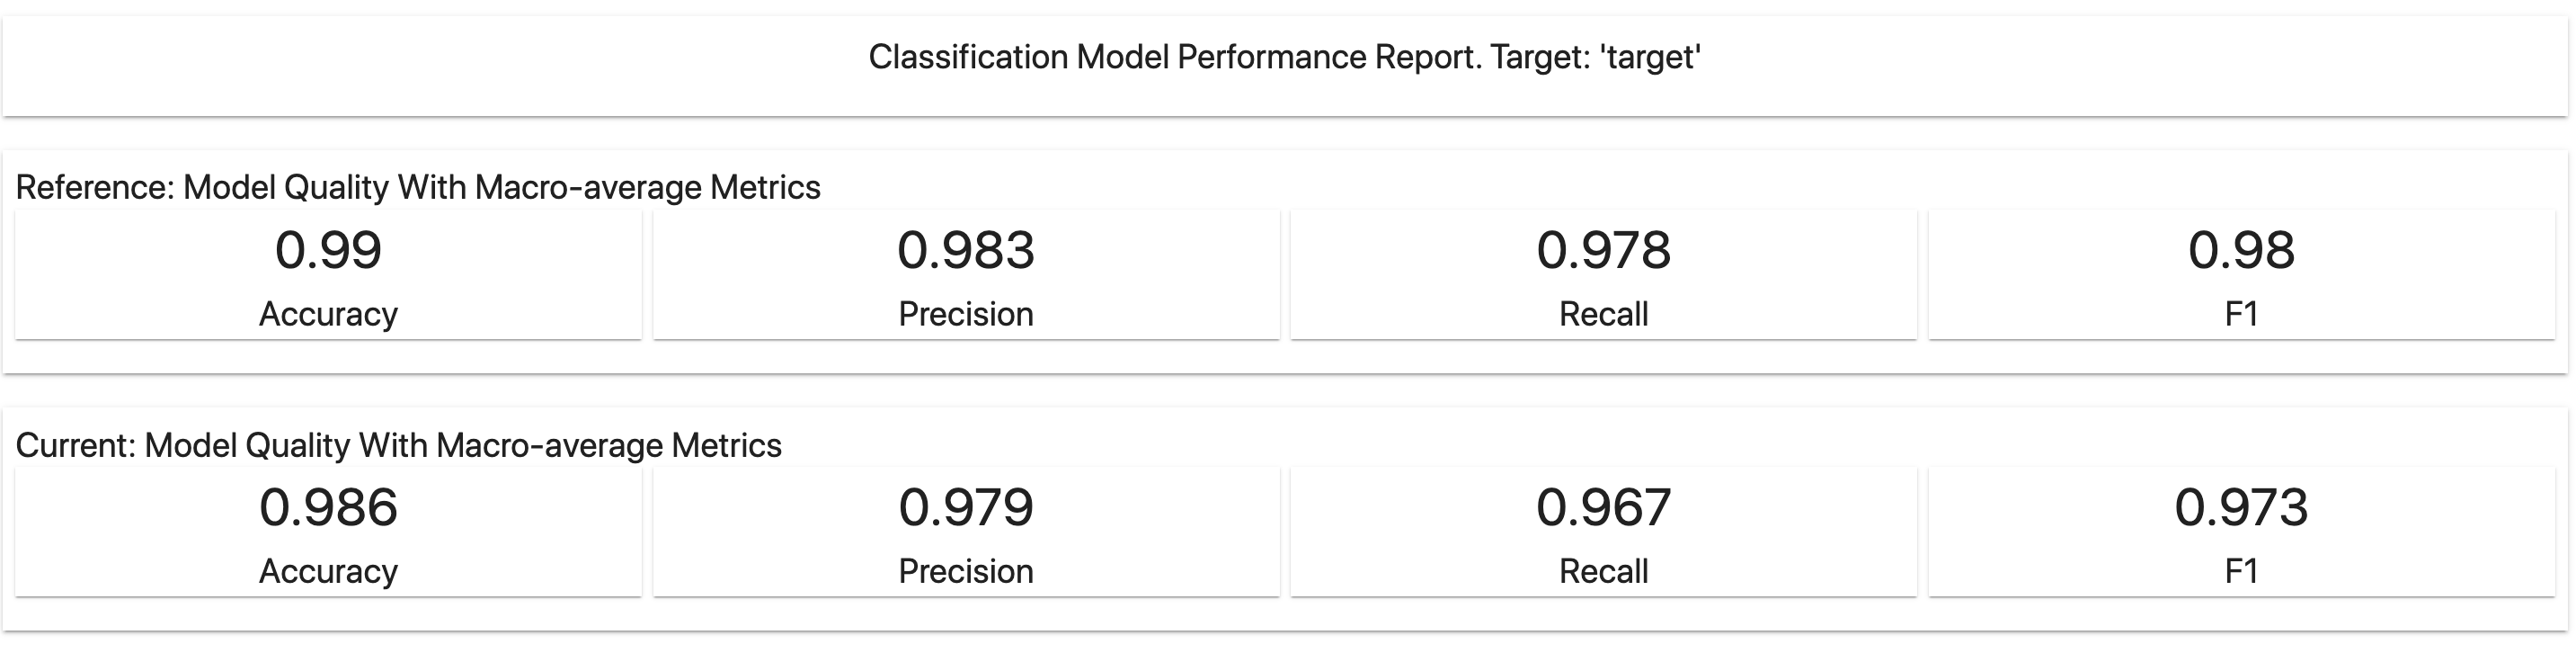 Classification Model Performance Report. Target: 'target'
Reference: Model Quality With Macro-average Metrics
0.99 0.983 0.978 0.98
Accuracy Precision Recall F1
Current: Model Quality With Macro-average Metrics
0.986 0.979 0.967 0.973
Accuracy Precision Recall F1